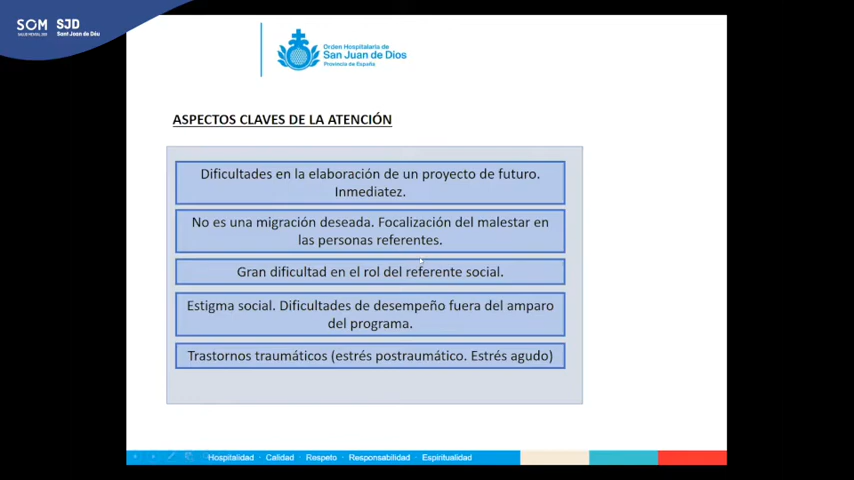 SOM
SALUT MENTAL 360
SJD
Sant Joan de Déu
Orden Hospitalaria de
San Juan de Dios
Provincia de España
ASPECTOS CLAVES DE LA ATENCIÓN
Dificultades en la elaboración de un proyecto de futuro.
Inmediatez.
No es una migración deseada. Focalización del malestar en
las personas referentes.
Gran dificultad en el rol del referente social.
Estigma social. Dificultades de desempeño fuera del amparo
del programa.
Trastornos traumáticos (estrés postraumático. Estrés agudo)
Hospitalidad · Calidad · Respeto · Responsabilidad · Espiritualidad